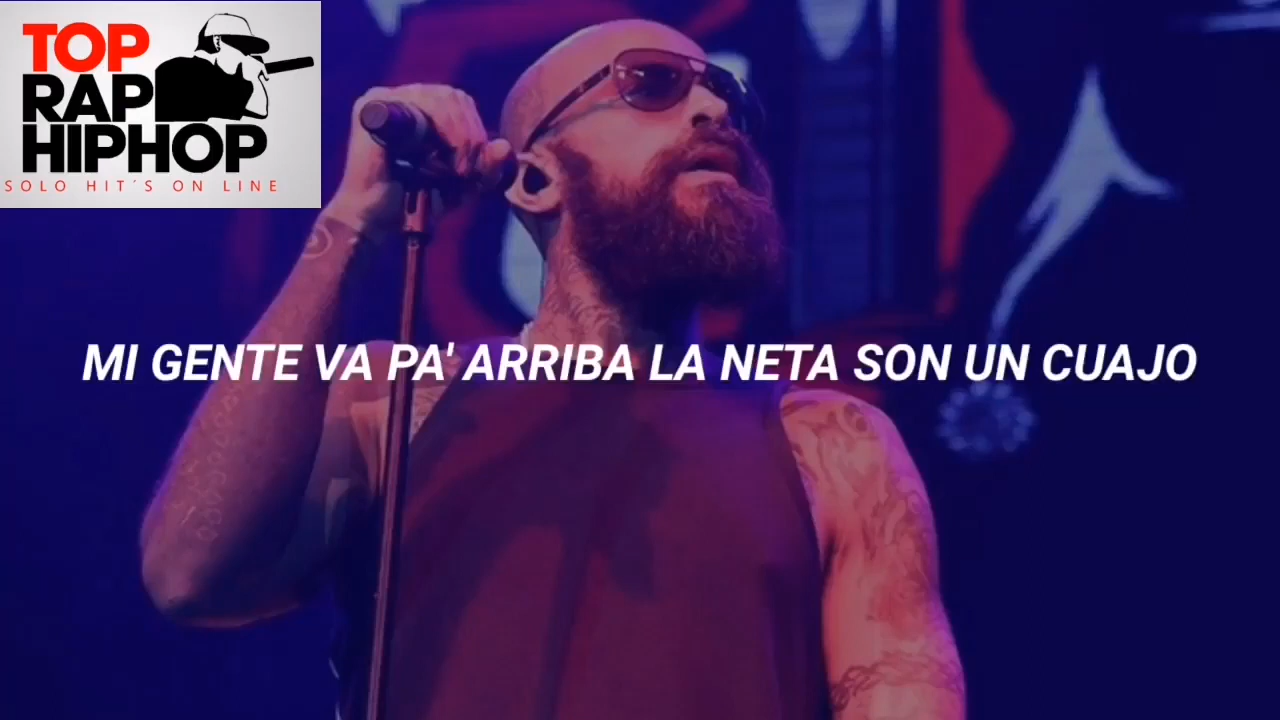 TOP
RAP
HIPHOP
SOLO HIT´S ON LINE
MI GENTE VA PA' ARRIBA LA NETA SON UN CUAJO